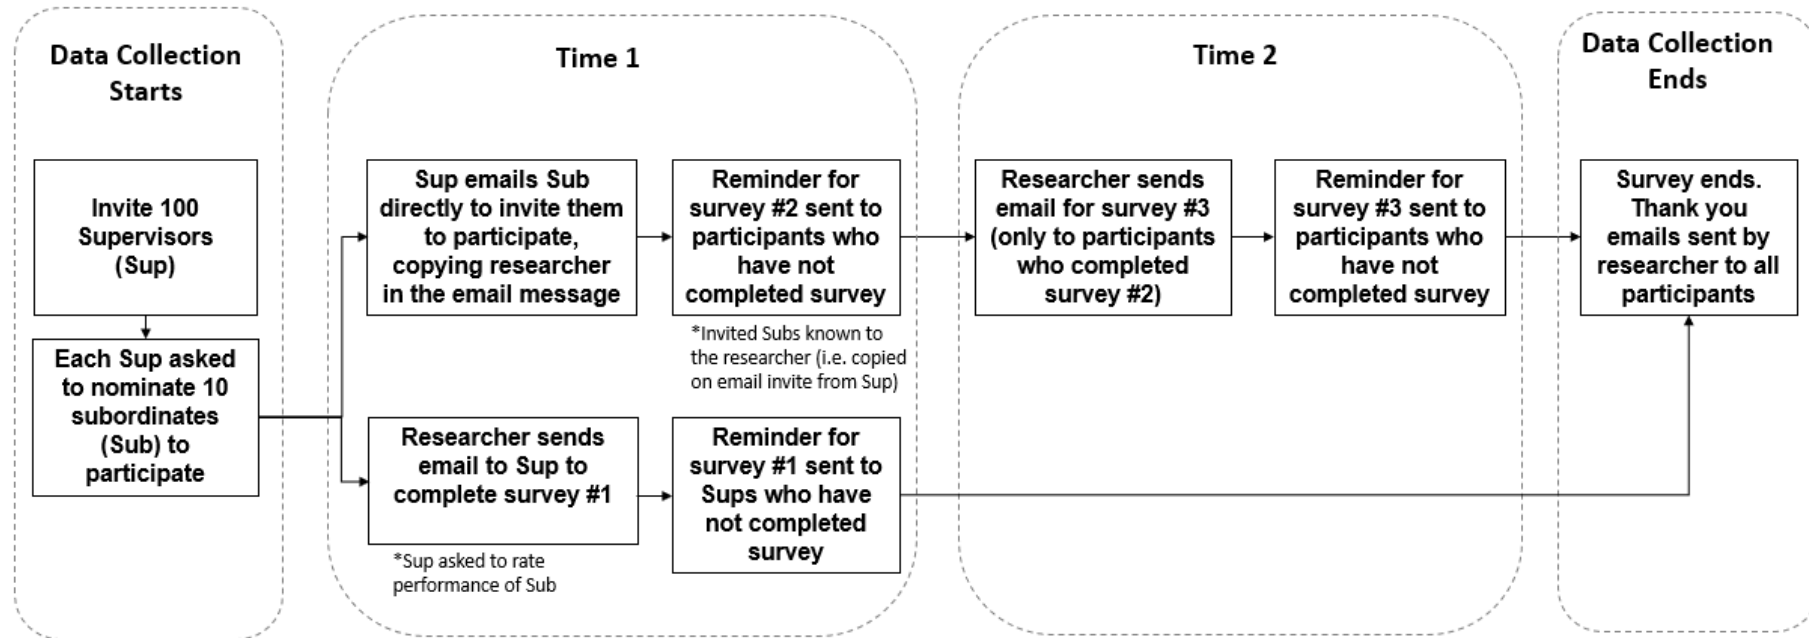 Data Collection
Starts
Invite 100
Supervisors
(Sup)
Each Sup asked
to nominate 10
subordinates
(Sub) to
participate
Time 1
Sup emails Sub
directly to invite them
to participate,
copying researcher
in the email message
Reminder for
survey #2 sent to
participants who
have not
completed survey
*Invited Subs known to
the researcher (i.e. copied
on email invite from Sup)
Researcher sends
email to Sup to
complete survey #1
*Sup asked to rate
performance of Sub
Reminder for
survey #1 sent to
Sups who have
not completed
survey
Time 2
Researcher sends
email for survey #3
(only to participants
who completed
survey #2)
Reminder for
survey #3 sent to
participants who
have not
completed survey
Data Collection
Ends
Survey ends.
Thank you
emails sent by
researcher to all
participants